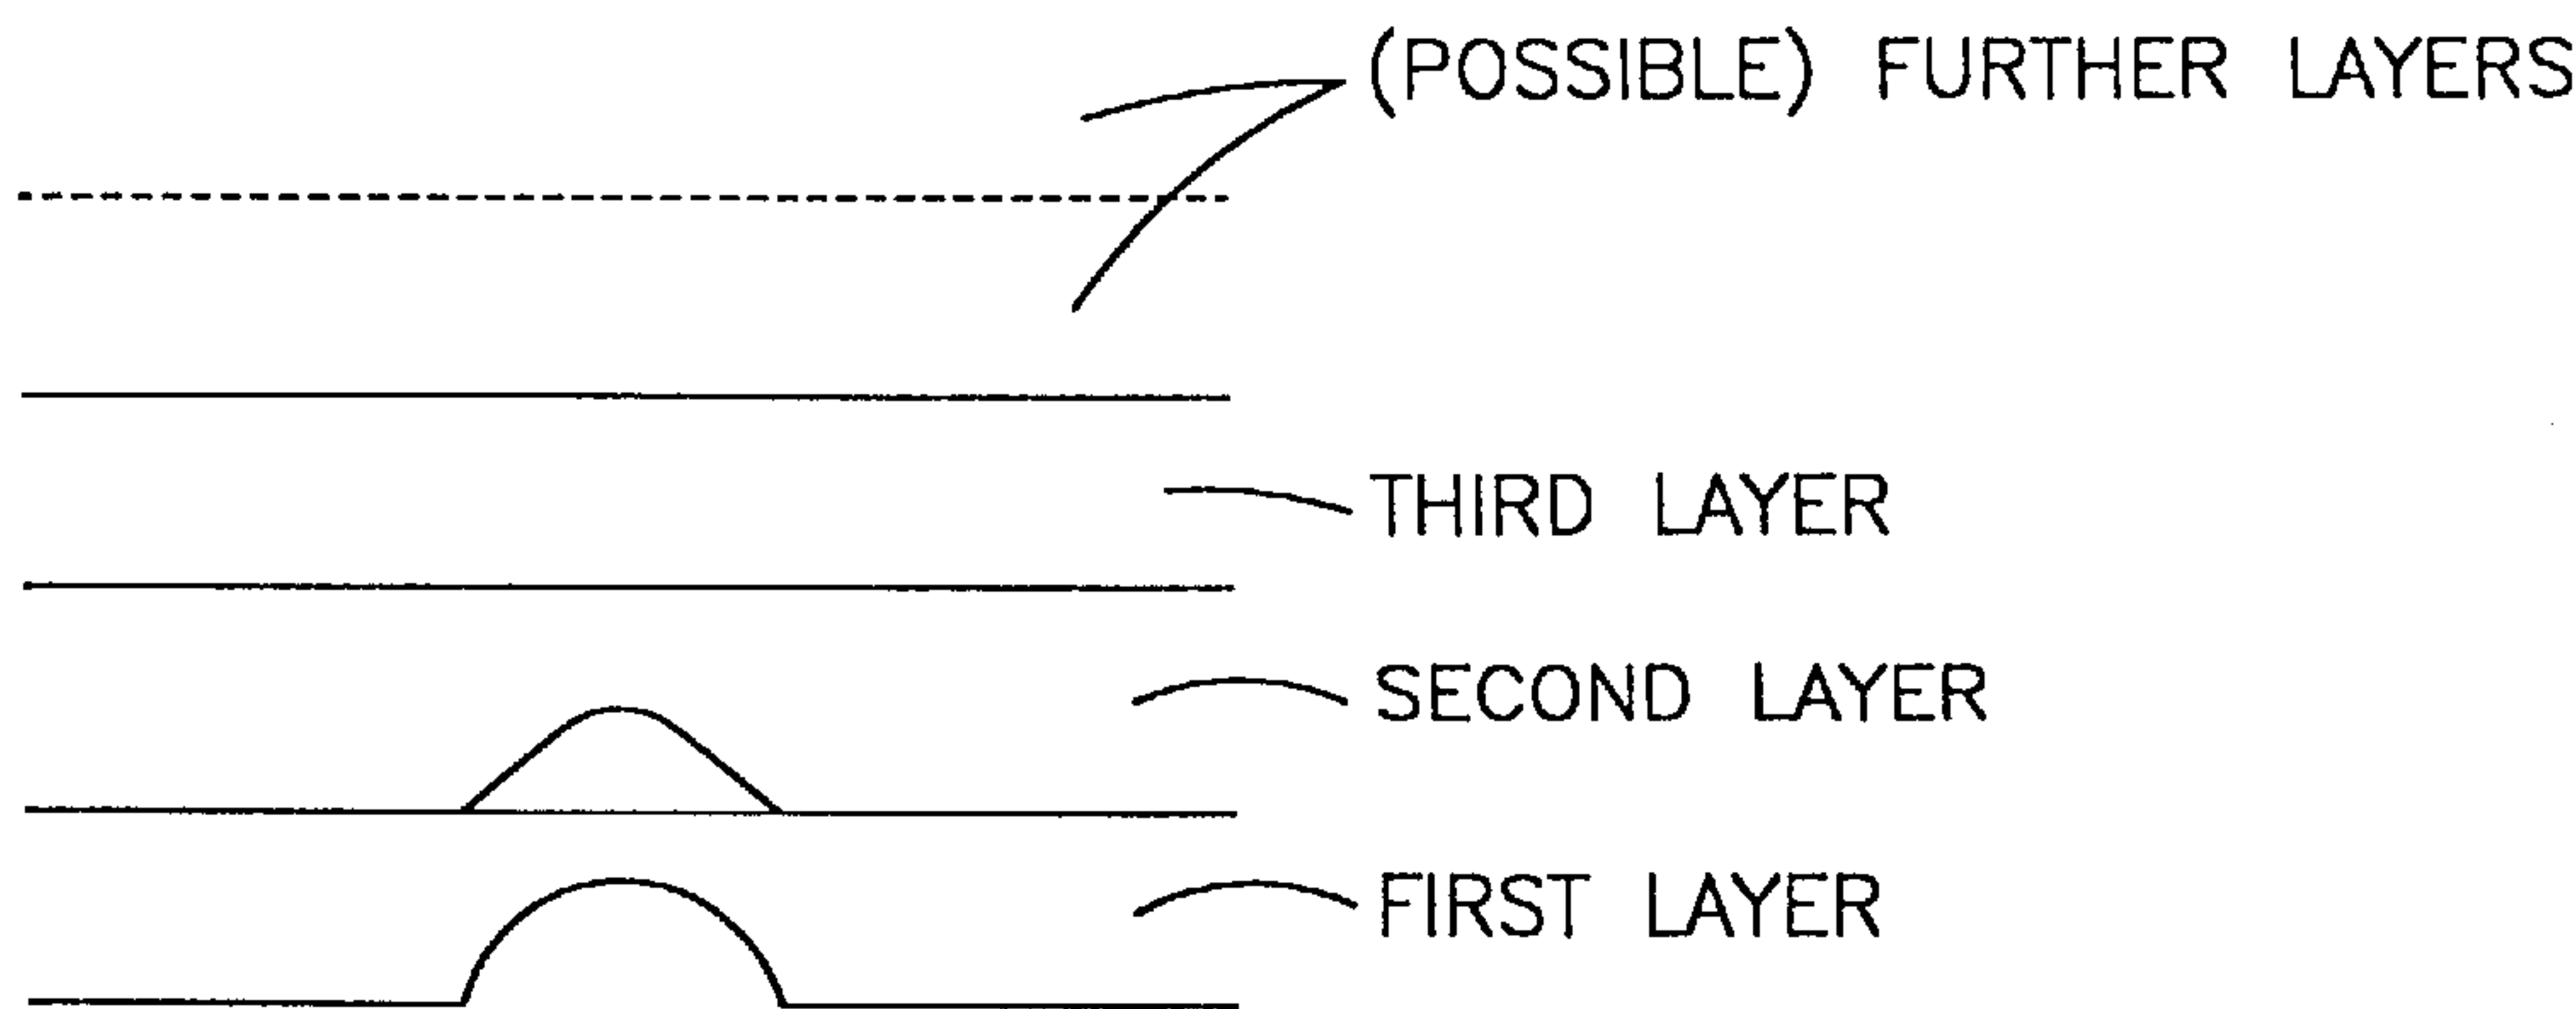 (POSSIBLE) FURTHER LAYERS
THIRD LAYER
SECOND LAYER
FIRST LAYER